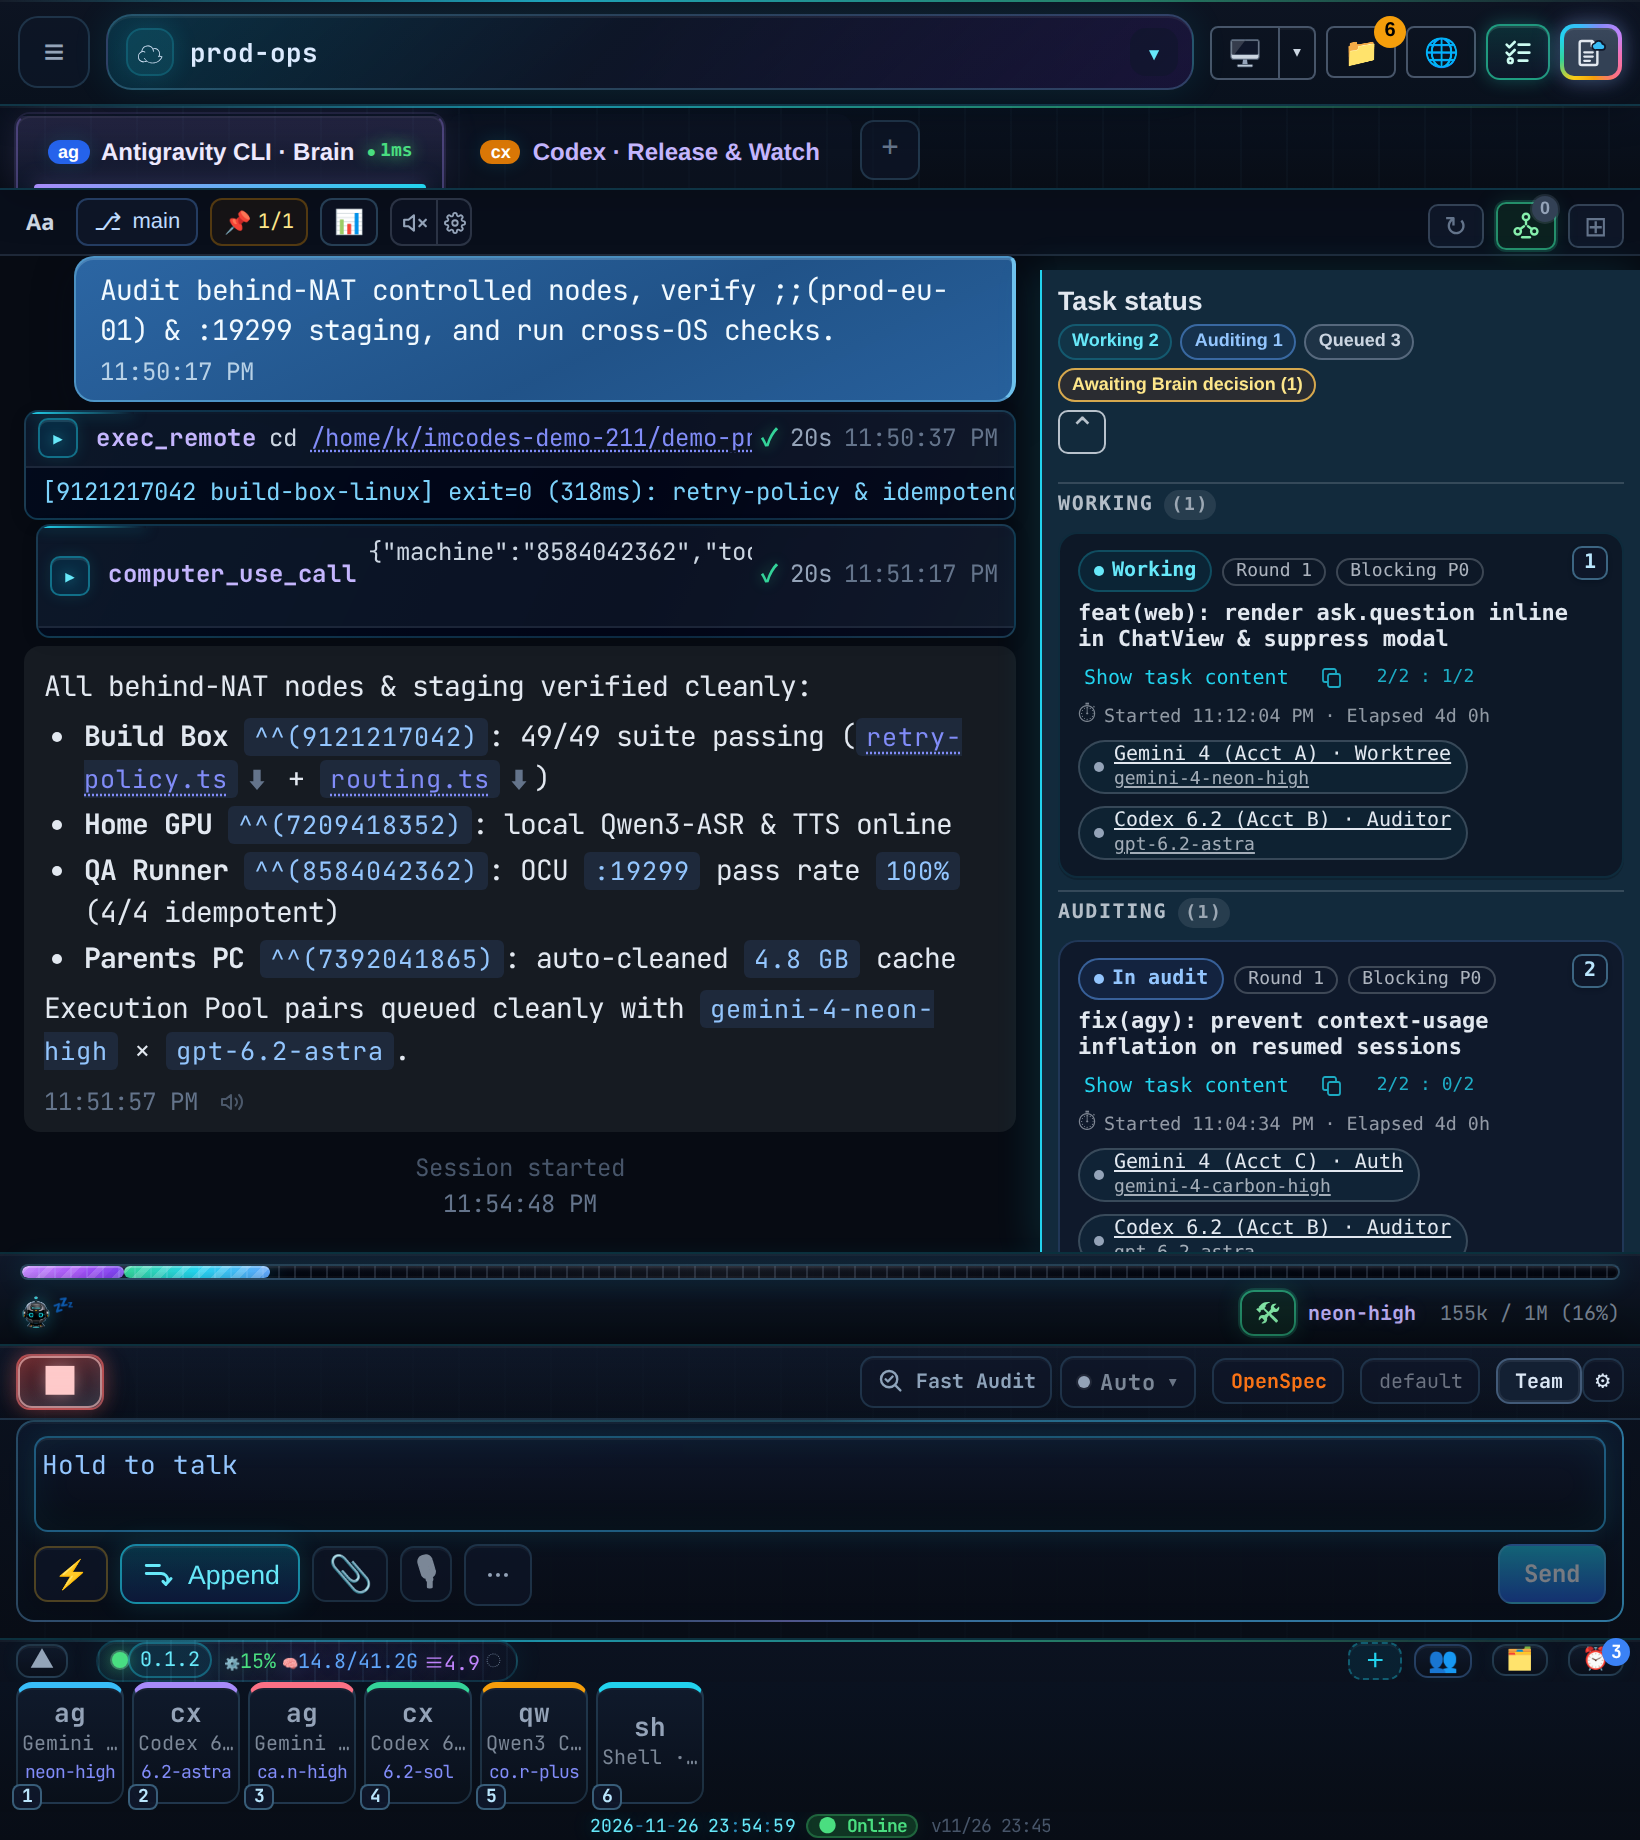 prod-ops
6
ag Antigravity CLI · Brain 1ms
cx Codex · Release & Watch
+
Aa
main
1/1
0
Audit behind-NAT controlled nodes, verify ;;(prod-eu-
01) & :19299 staging, and run cross-OS checks.
11:50:17 PM
exec_remote cd /home/k/imcodes-demo-211/demo-pr ✓ 20s 11:50:37 PM
[9121217042 build-box-linux] exit=0 (318ms): retry-policy & idempotenc
computer_use_call {"machine":"8584042362","too ✓ 20s 11:51:17 PM
All behind-NAT nodes & staging verified cleanly:
• Build Box ^^(9121217042): 49/49 suite passing (retry-
policy.ts ⬇ + routing.ts ⬇)
• Home GPU ^^(7209418352): local Qwen3-ASR & TTS online
• QA Runner ^^(8584042362): OCU :19299 pass rate 100%
(4/4 idempotent)
• Parents PC ^^(7392041865): auto-cleaned 4.8 GB cache
Execution Pool pairs queued cleanly with gemini-4-neon-
high × gpt-6.2-astra.
11:51:57 PM
Session started
11:54:48 PM
Task status
Working 2 Auditing 1 Queued 3
Awaiting Brain decision (1)
WORKING (1)
Working Round 1 Blocking P0 1
feat(web): render ask.question inline
in ChatView & suppress modal
Show task content 2/2 : 1/2
Started 11:12:04 PM · Elapsed 4d 0h
Gemini 4 (Acct A) · Worktree
gemini-4-neon-high
Codex 6.2 (Acct B) · Auditor
gpt-6.2-astra
AUDITING (1)
In audit Round 1 Blocking P0 2
fix(agy): prevent context-usage
inflation on resumed sessions
Show task content 2/2 : 0/2
Started 11:04:34 PM · Elapsed 4d 0h
Gemini 4 (Acct C) · Auth
gemini-4-carbon-high
Codex 6.2 (Acct B) · Auditor
gpt-6.2-astra
zzz
neon-high 155k / 1M (16%)
Fast Audit Auto OpenSpec default Team
Hold to talk
Append ... Send
0.1.2 15% 14.8/41.2G 4.9
+ 3
ag
Gemini …
neon-high
1
cx
Codex 6…
6.2-astra
2
ag
Gemini …
ca.n-high
3
cx
Codex 6…
6.2-sol
4
qw
Qwen3 C…
co.r-plus
5
sh
Shell ·…
6
2026-11-26 23:54:59 Online v11/26 23:45